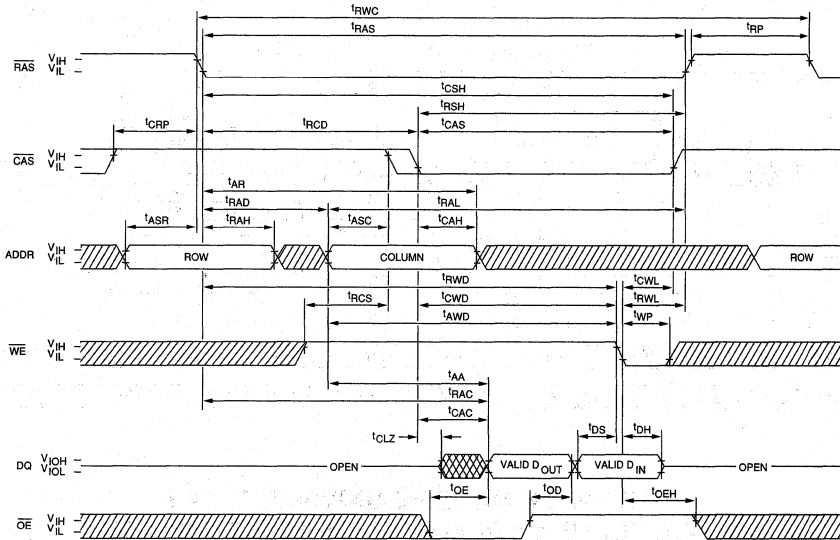 tRWC
tRAS
tRP
RAS VIH
VIL
tCSH
tRSH
tCRP
tRCD
tCAS
CAS VIH
VIL
tAR
tRAD
tRAL
tASR
tRAH
tASC
tCAH
ADDR VIH
VIL
ROW
COLUMN
ROW
tRWD
tCWL
tRCS
tCWD
tRWL
tAWD
tWP
WE VIH
VIL
tAA
tRAC
tCAC
tCLZ
tDS
tDH
DQ VIOH
VIOL
OPEN
VALID DOUT
VALID DIN
OPEN
tOE
tOD
tOEH
OE VIH
VIL